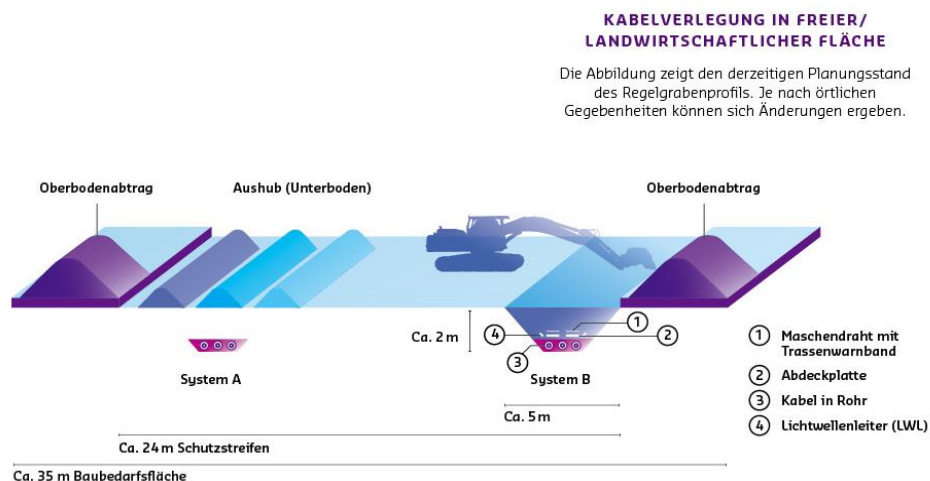 KABELVERLEGUNG IN FREIER/
LANDWIRTSCHAFTLICHER FLÄCHE
Die Abbildung zeigt den derzeitigen Planungsstand
des Regelgrabenprofils. Je nach örtlichen
Gegebenheiten können sich Änderungen ergeben.
Oberbodenabtrag
Aushub (Unterboden)
Oberbodenabtrag
Ca. 2 m
4
3
1
2
System A
System B
1 Maschendraht mit
Trassenwarnband
2 Abdeckplatte
3 Kabel in Rohr
4 Lichtwellenleiter (LWL)
Ca. 5 m
Ca. 24 m Schutzstreifen
Ca. 35 m Baubedarfsfläche